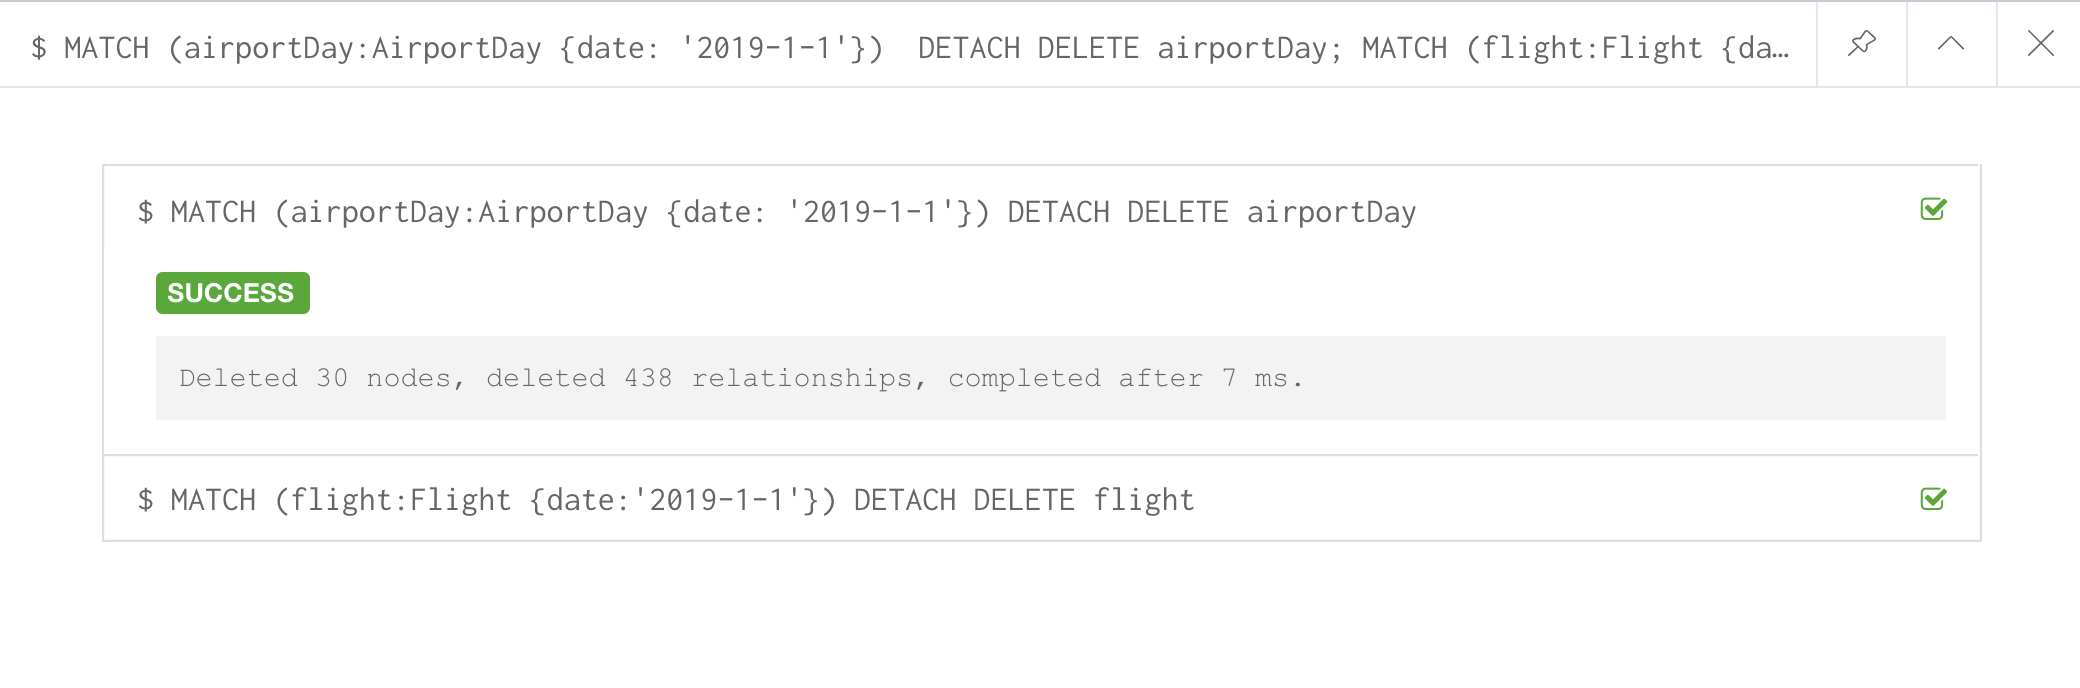 $ MATCH (airportDay:AirportDay {date: '2019-1-1'})  DETACH DELETE airportDay; MATCH (flight:Flight {da…
$ MATCH (airportDay:AirportDay {date: '2019-1-1'}) DETACH DELETE airportDay
SUCCESS
Deleted 30 nodes, deleted 438 relationships, completed after 7 ms.
$ MATCH (flight:Flight {date:'2019-1-1'}) DETACH DELETE flight